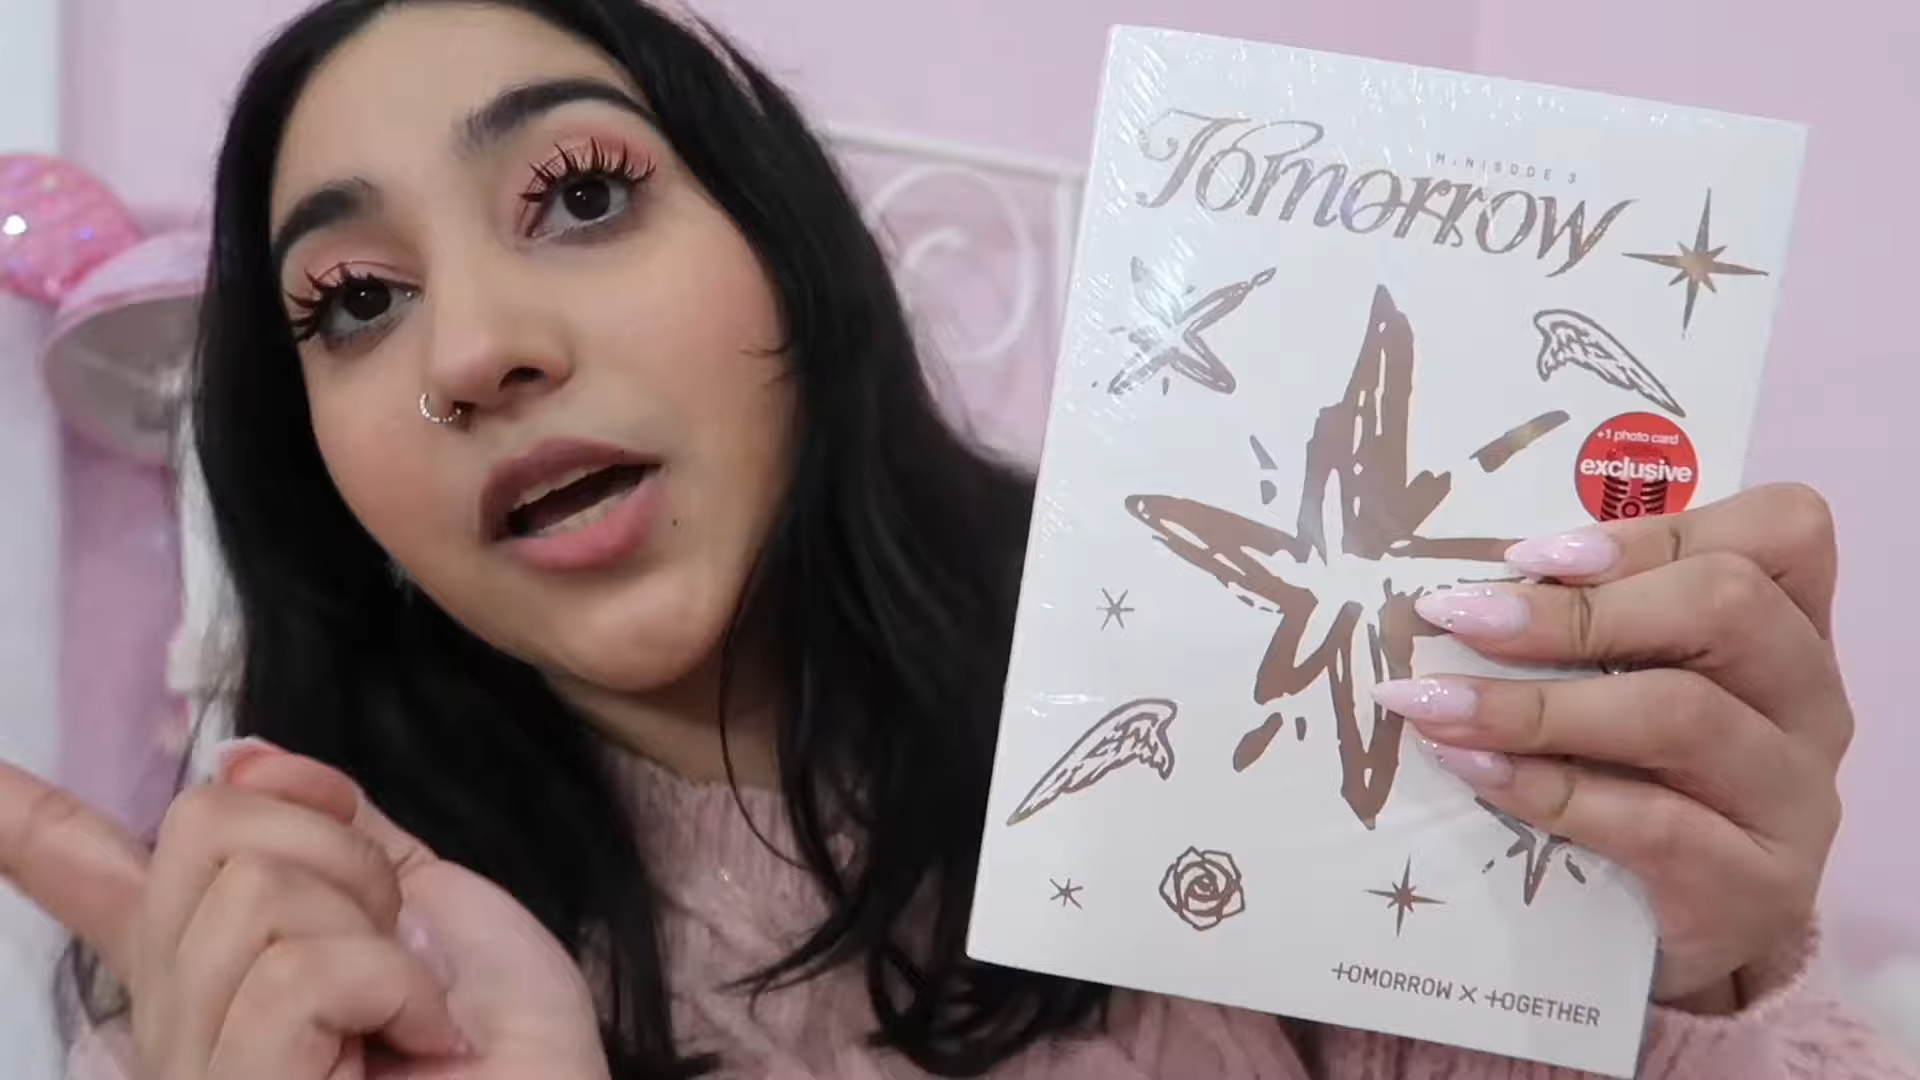 MINISODE 3
Tomorrow
+1 photo card
exclusive
TOMORROW X TOGETHER